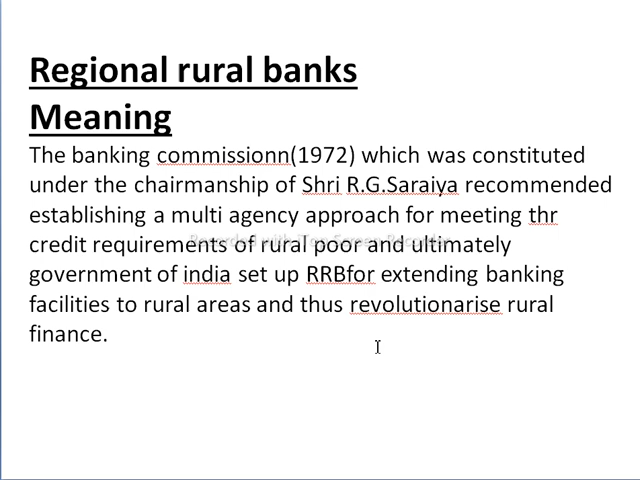 Regional rural banks
Meaning
The banking commissionn(1972) which was constituted
under the chairmanship of Shri R.G.Saraiya recommended
establishing a multi agency approach for meeting thr
credit requirements of rural poor and ultimately
government of india set up RRBfor extending banking
facilities to rural areas and thus revolutionarise rural
finance.